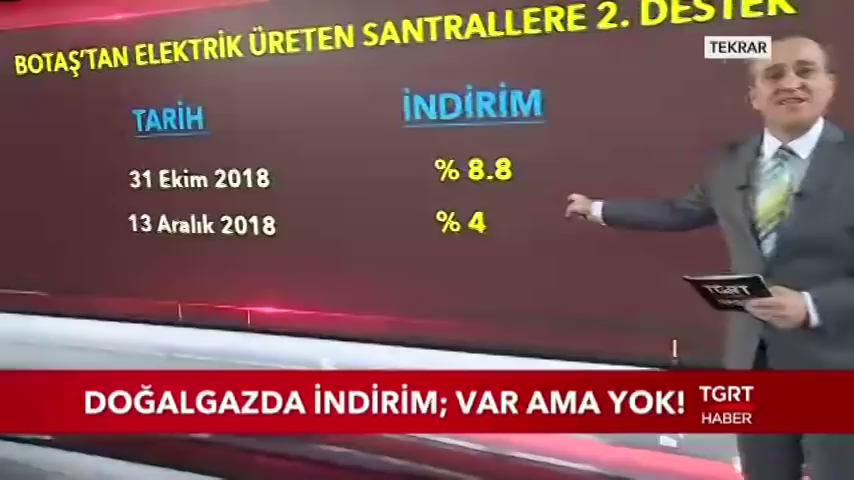 BOTAŞ'TAN ELEKTRİK ÜRETEN SANTRALLERE 2. DESTEK
TEKRAR
TARİH İNDİRİM
31 Ekim 2018 % 8.8
13 Aralık 2018 % 4
TGRT
DOĞALGAZDA İNDİRİM; VAR AMA YOK!
TGRT
HABER